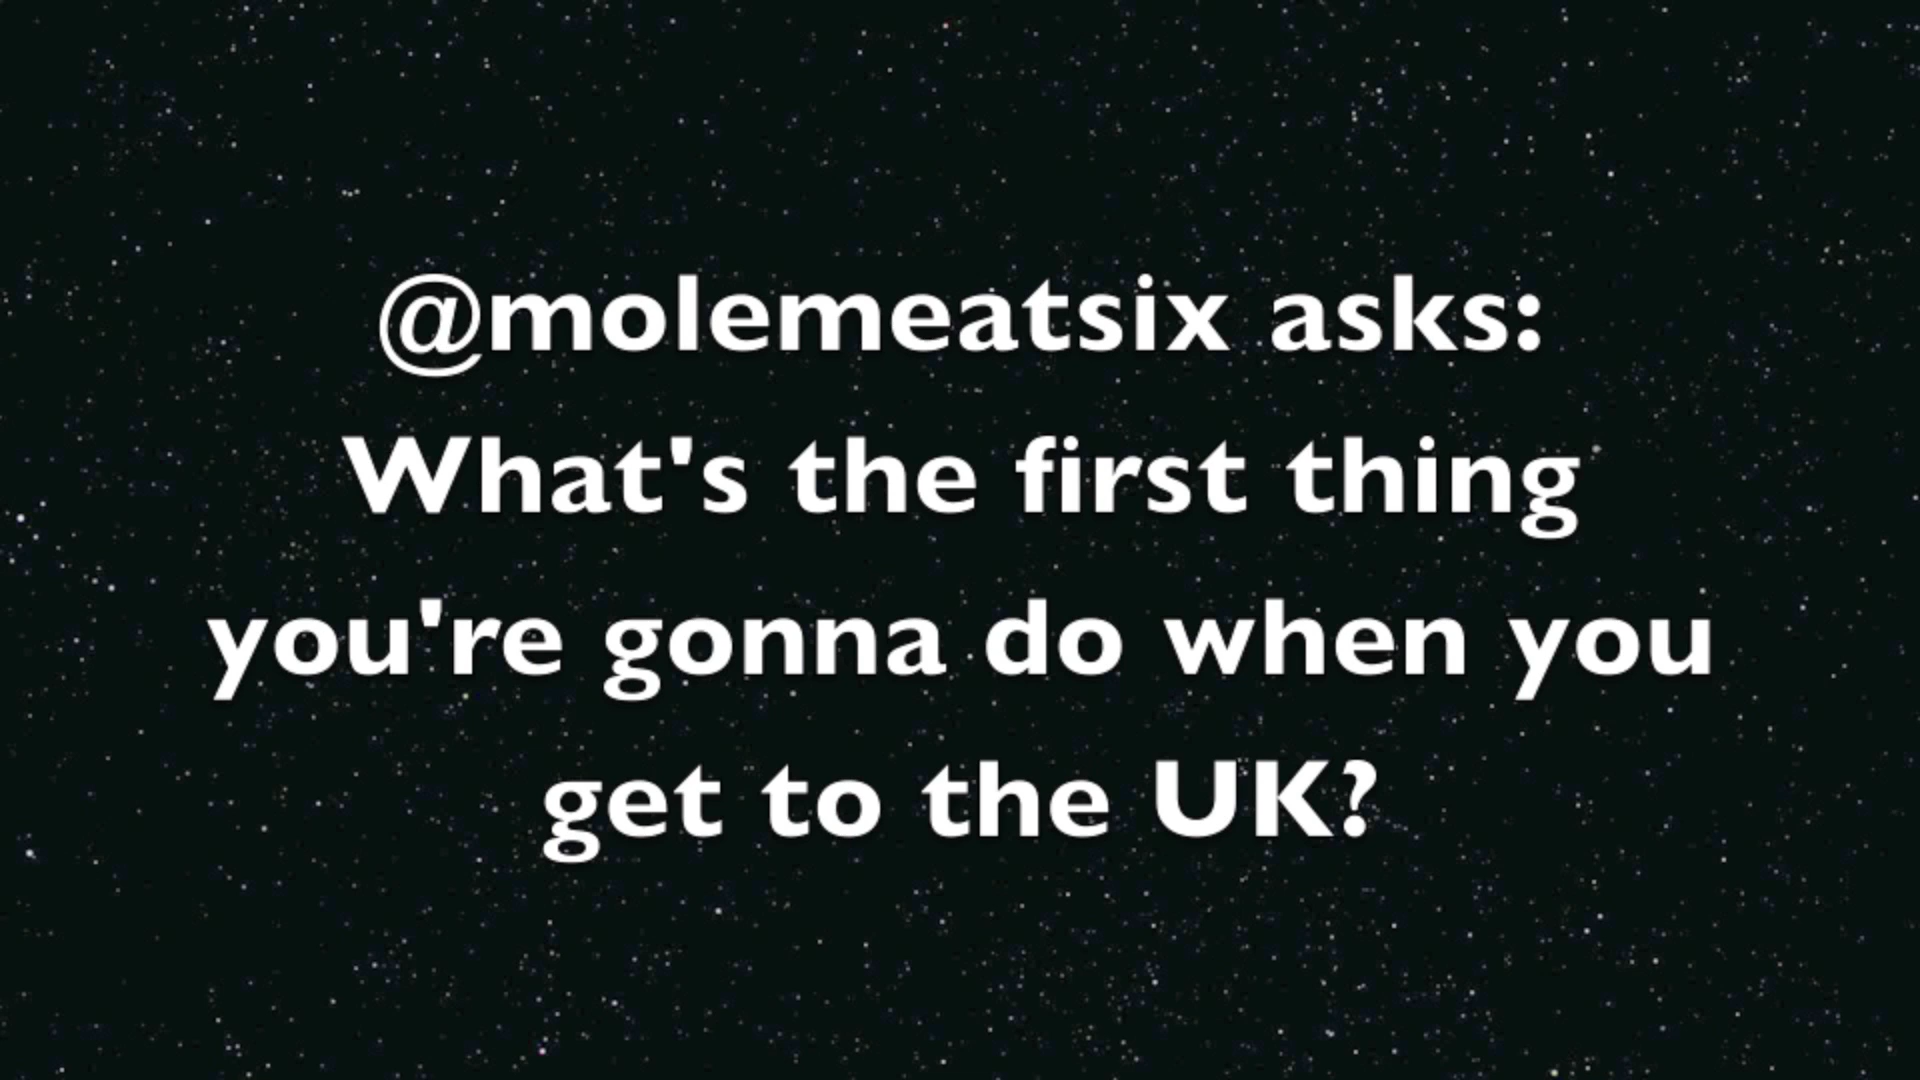 @molemeatsix asks:
What's the first thing
you're gonna do when you
get to the UK?